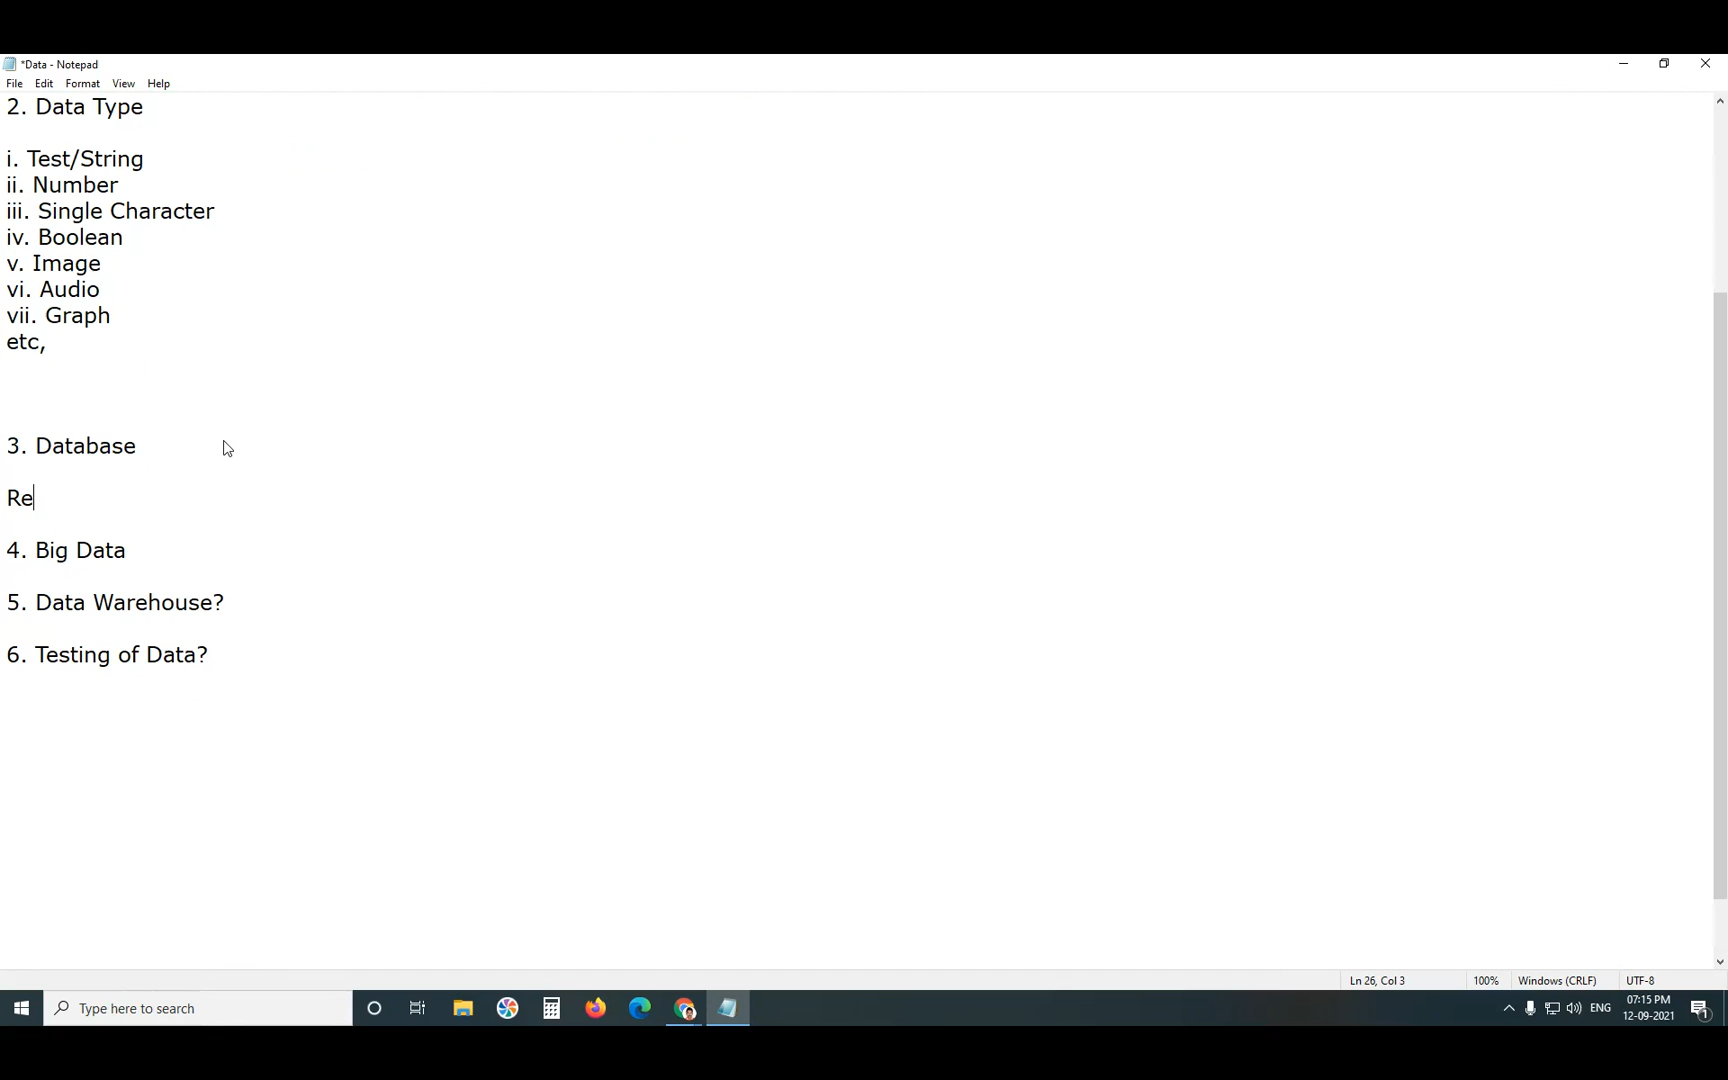 *Data - Notepad
File Edit Format View Help
2. Data Type
i. Test/String
ii. Number
iii. Single Character
iv. Boolean
v. Image
vi. Audio
vii. Graph
etc,
3. Database
Re
4. Big Data
5. Data Warehouse?
6. Testing of Data?
Ln 26, Col 3 100% Windows (CRLF) UTF-8
Type here to search
ENG
07:15 PM
12-09-2021
1